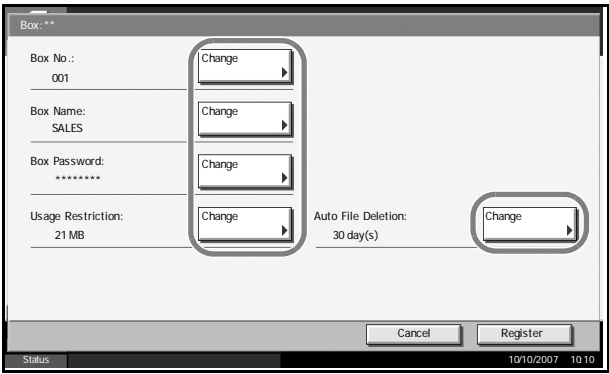 Box:**
Box No.:
Change
001
Box Name:
Change
SALES
Box Password:
Change
********
Usage Restriction:
Change
Auto File Deletion:
Change
21 MB
30 day(s)
Cancel
Register
Status
10/10/2007 10:10